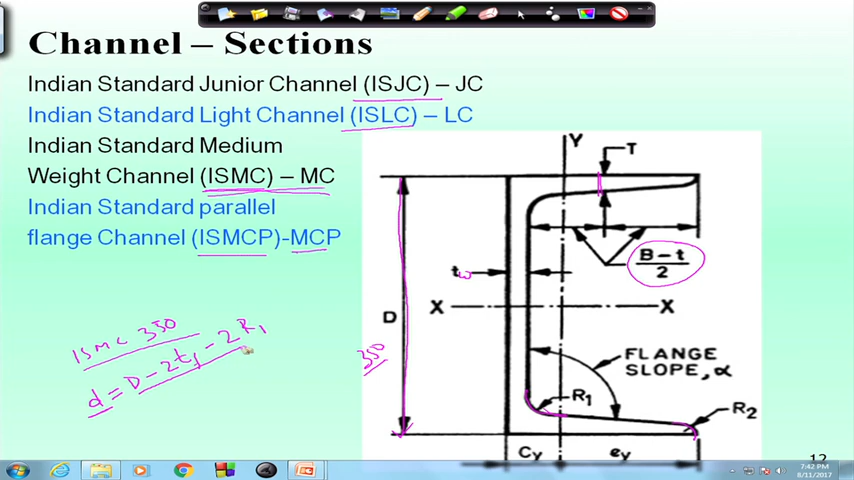 Channel – Sections
Indian Standard Junior Channel (ISJC) – JC
Indian Standard Light Channel (ISLC) – LC
Indian Standard Medium
Weight Channel (ISMC) – MC
Indian Standard parallel
flange Channel (ISMCP)-MCP
ISMC 350
d = D - 2tf - 2R1
Y
T
B-t
2
tw
X
X
D
350
FLANGE
SLOPE, α
R1
R2
Cy
ey
12
7:42 PM
8/11/2017